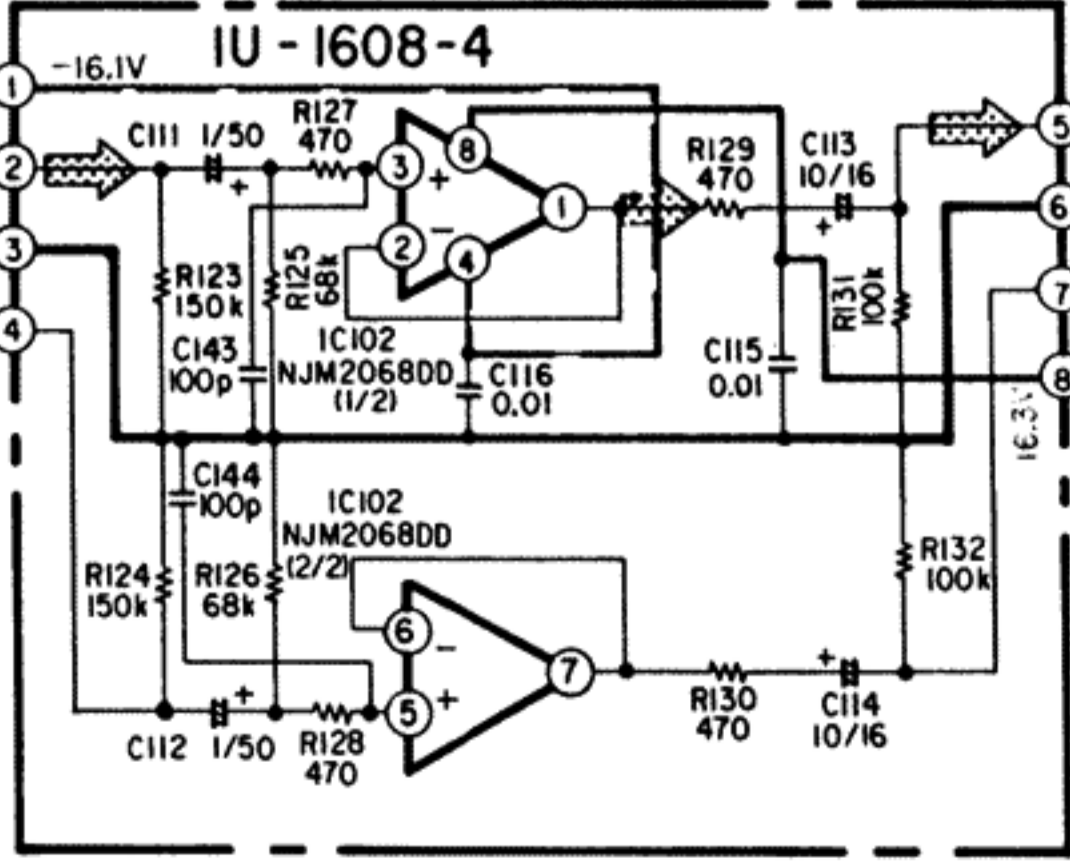 1U-1608-4
1
-16.1V
2
C111
1/50
+
R127
470
3
+
8
1
2
-
4
R129
470
C113
10/16
+
5
6
7
8
3
4
R123
150k
R125
68k
C143
100p
IC102
NJM2068DD
(1/2)
C116
0.01
C115
0.01
R131
100k
16.3V
C144
100p
IC102
NJM2068DD
(2/2)
R124
150k
R126
68k
6
-
5
+
7
R132
100k
C112
1/50
+
R128
470
R130
470
+
C114
10/16